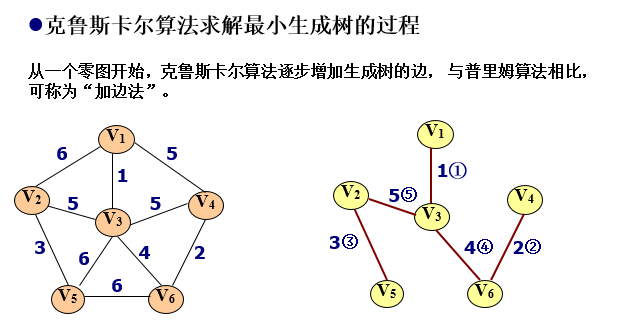 ●克鲁斯卡尔算法求解最小生成树的过程
从一个零图开始，克鲁斯卡尔算法逐步增加生成树的边， 与普里姆算法相比，
可称为“加边法”。
V1
6
5
1
V2
5
5
V4
V3
3
6
4
2
6
V5
V6
V1
1①
V2
5⑤
V3
V4
3③
4④
2②
V5
V6